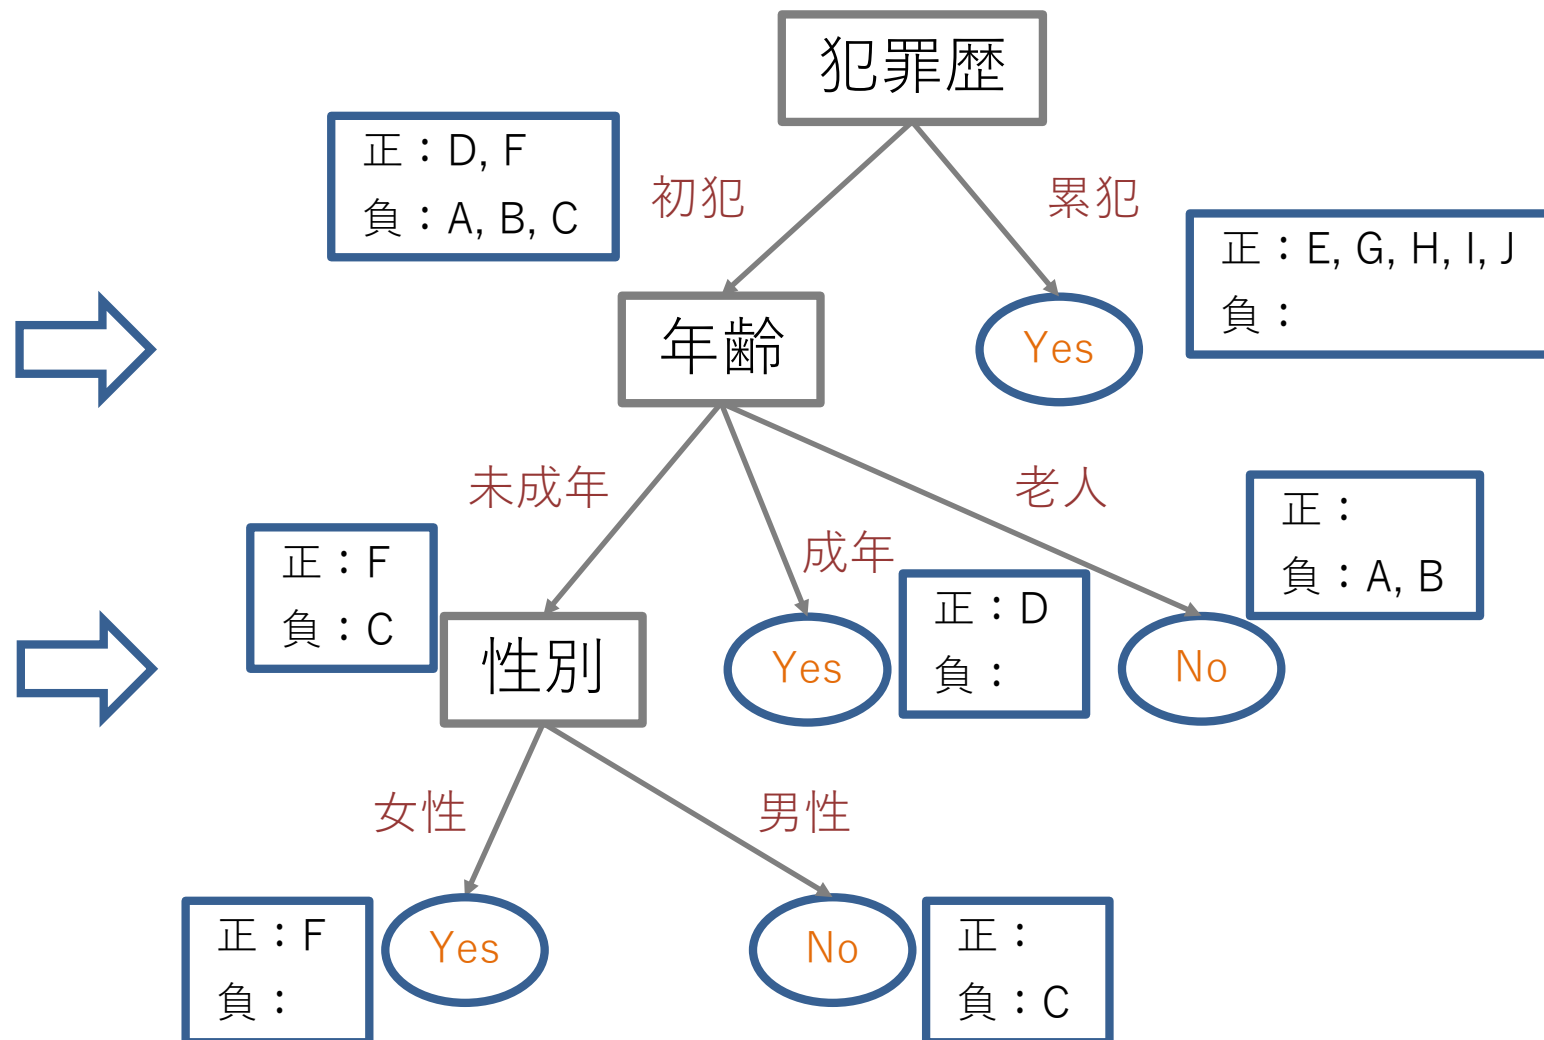 犯罪歴
正：D, F
負：A, B, C
初犯
累犯
正：E, G, H, I, J
負：
年齢
Yes
未成年
成年
老人
正：
負：A, B
正：F
負：C
性別
Yes
正：D
負：
No
女性
男性
正：F
負：
Yes
No
正：
負：C